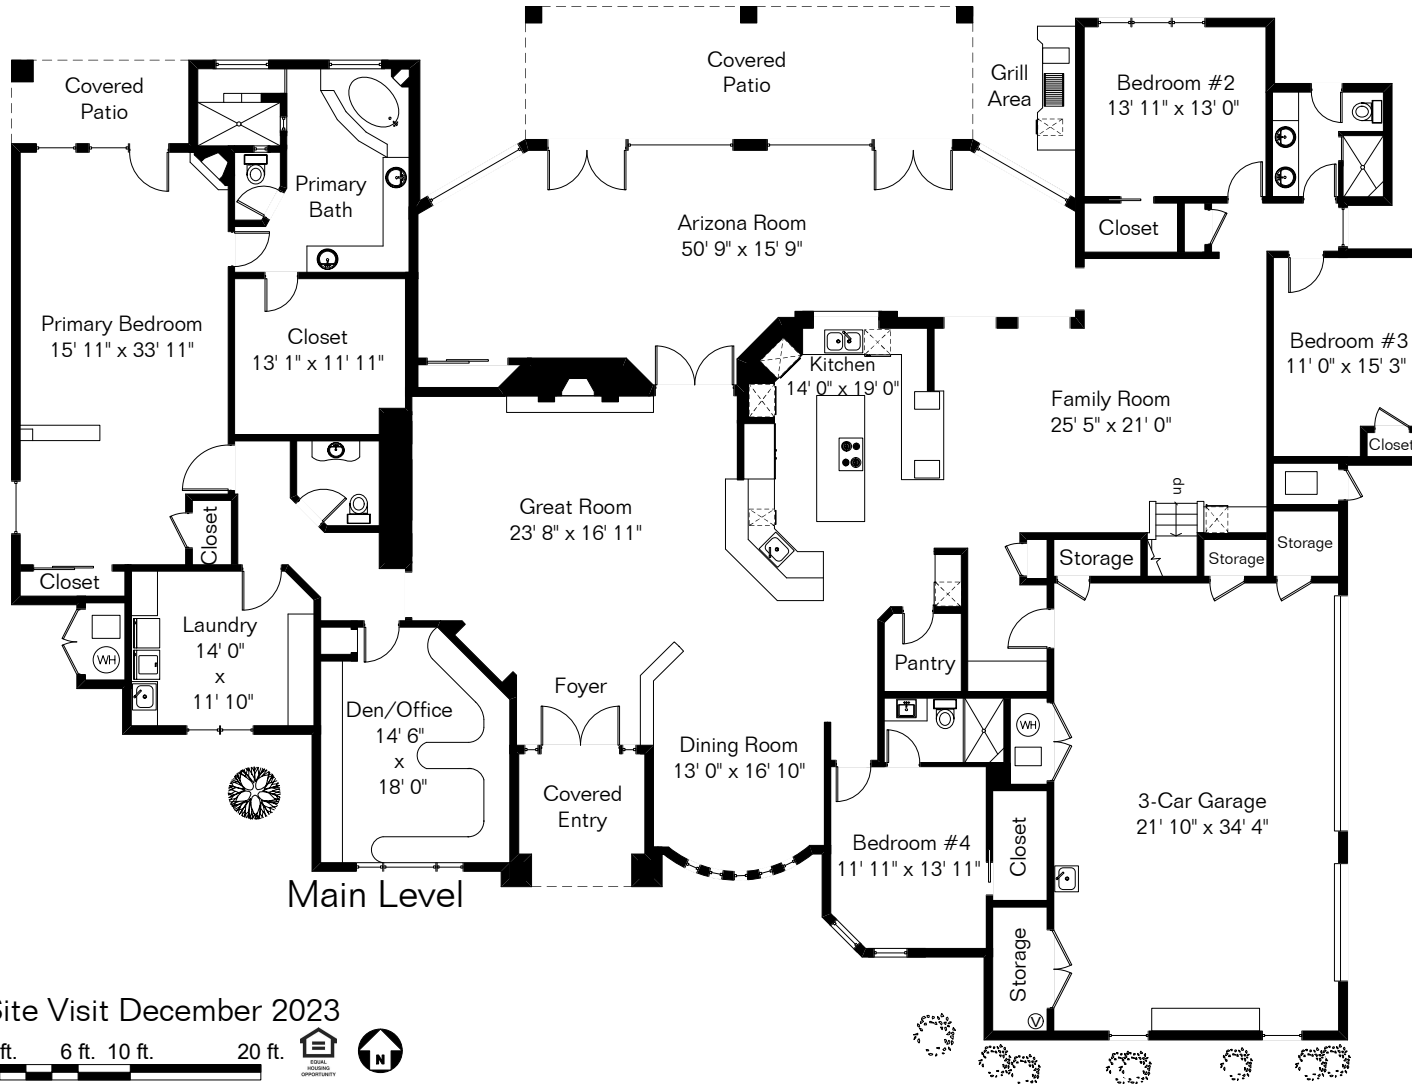 Covered
Patio
Covered
Patio
Grill
Area
Bedroom #2
13' 11" x 13' 0"
Primary
Bath
Arizona Room
50' 9" x 15' 9"
Closet
Primary Bedroom
15' 11" x 33' 11"
Closet
13' 1" x 11' 11"
Kitchen
14' 0" x 19' 0"
Bedroom #3
11' 0" x 15' 3"
Family Room
25' 5" x 21' 0"
Closet
Great Room
23' 8" x 16' 11"
dn
Closet
Storage
Storage
Storage
Closet
Laundry
14' 0"
x
11' 10"
WH
Pantry
Foyer
Den/Office
14' 6"
x
18' 0"
WH
Dining Room
13' 0" x 16' 10"
Covered
Entry
3-Car Garage
21' 10" x 34' 4"
Bedroom #4
11' 11" x 13' 11"
Closet
Main Level
Storage
V
Site Visit December 2023
ft. 6 ft. 10 ft. 20 ft.
EQUAL
HOUSING
OPPORTUNITY
N